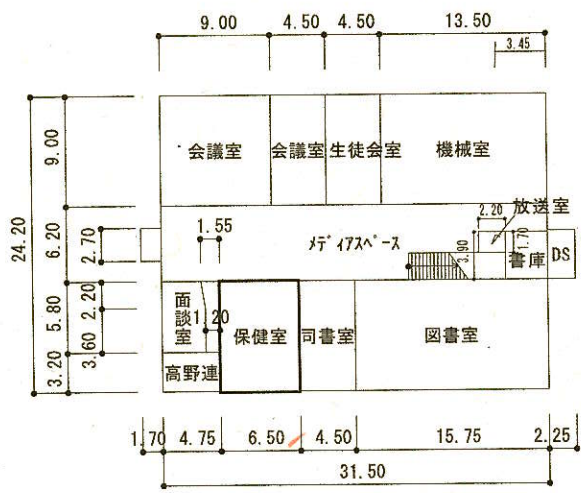 9.00 4.50 4.50 13.50
3.45
会議室 会議室 生徒会室 機械室
9.00
24.20
6.20
2.70
1.55
メディアスペース
2.20 放送室
3.90
1.70
書庫 DS
5.80
2.20
3.60
3.20
面談室
1.20
保健室 司書室 図書室
高野連
1.70 4.75 6.50 4.50 15.75 2.25
31.50